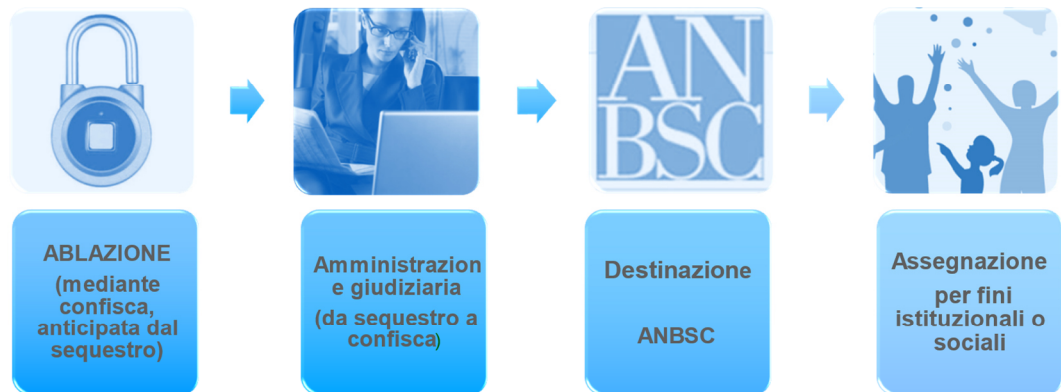 AN
BSC
ABLAZIONE
(mediante
confisca,
anticipata dal
sequestro)
Amministrazion
e giudiziaria
(da sequestro a
confisca)
Destinazione
ANBSC
Assegnazione
per fini
istituzionali o
sociali